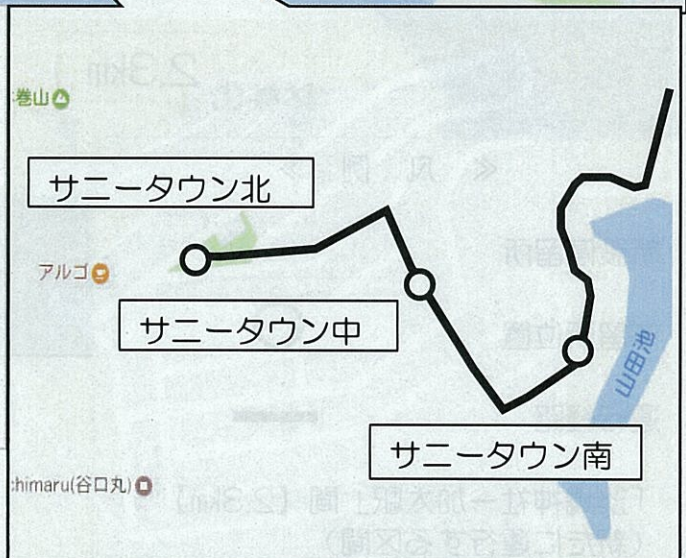 巻山
サニータウン北
アルゴ
サニータウン中
山田池
サニータウン南
chimaru(谷口丸)